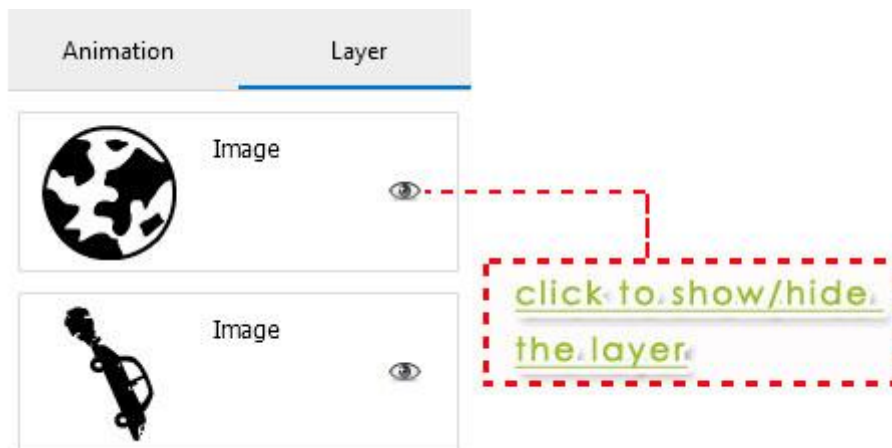 Animation Layer
Image
click to show/hide
the layer
Image